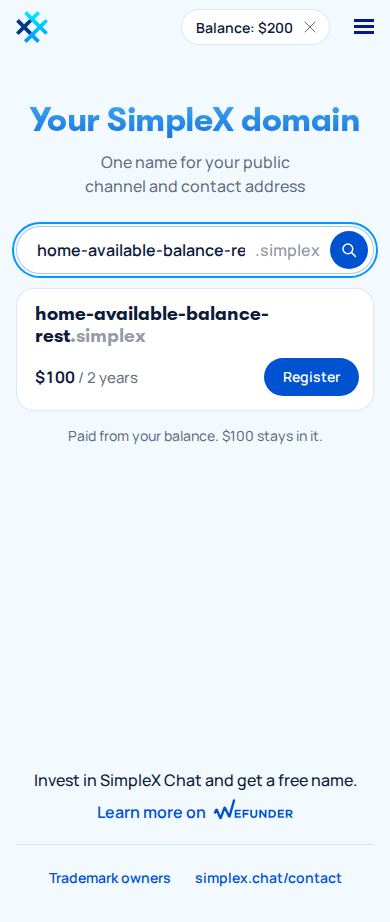 Balance: $200
Your SimpleX domain
One name for your public
channel and contact address
home-available-balance-re .simplex
home-available-balance-
rest.simplex
$100 / 2 years
Register
Paid from your balance. $100 stays in it.
Invest in SimpleX Chat and get a free name.
Learn more on WEFUNDER
Trademark owners simplex.chat/contact